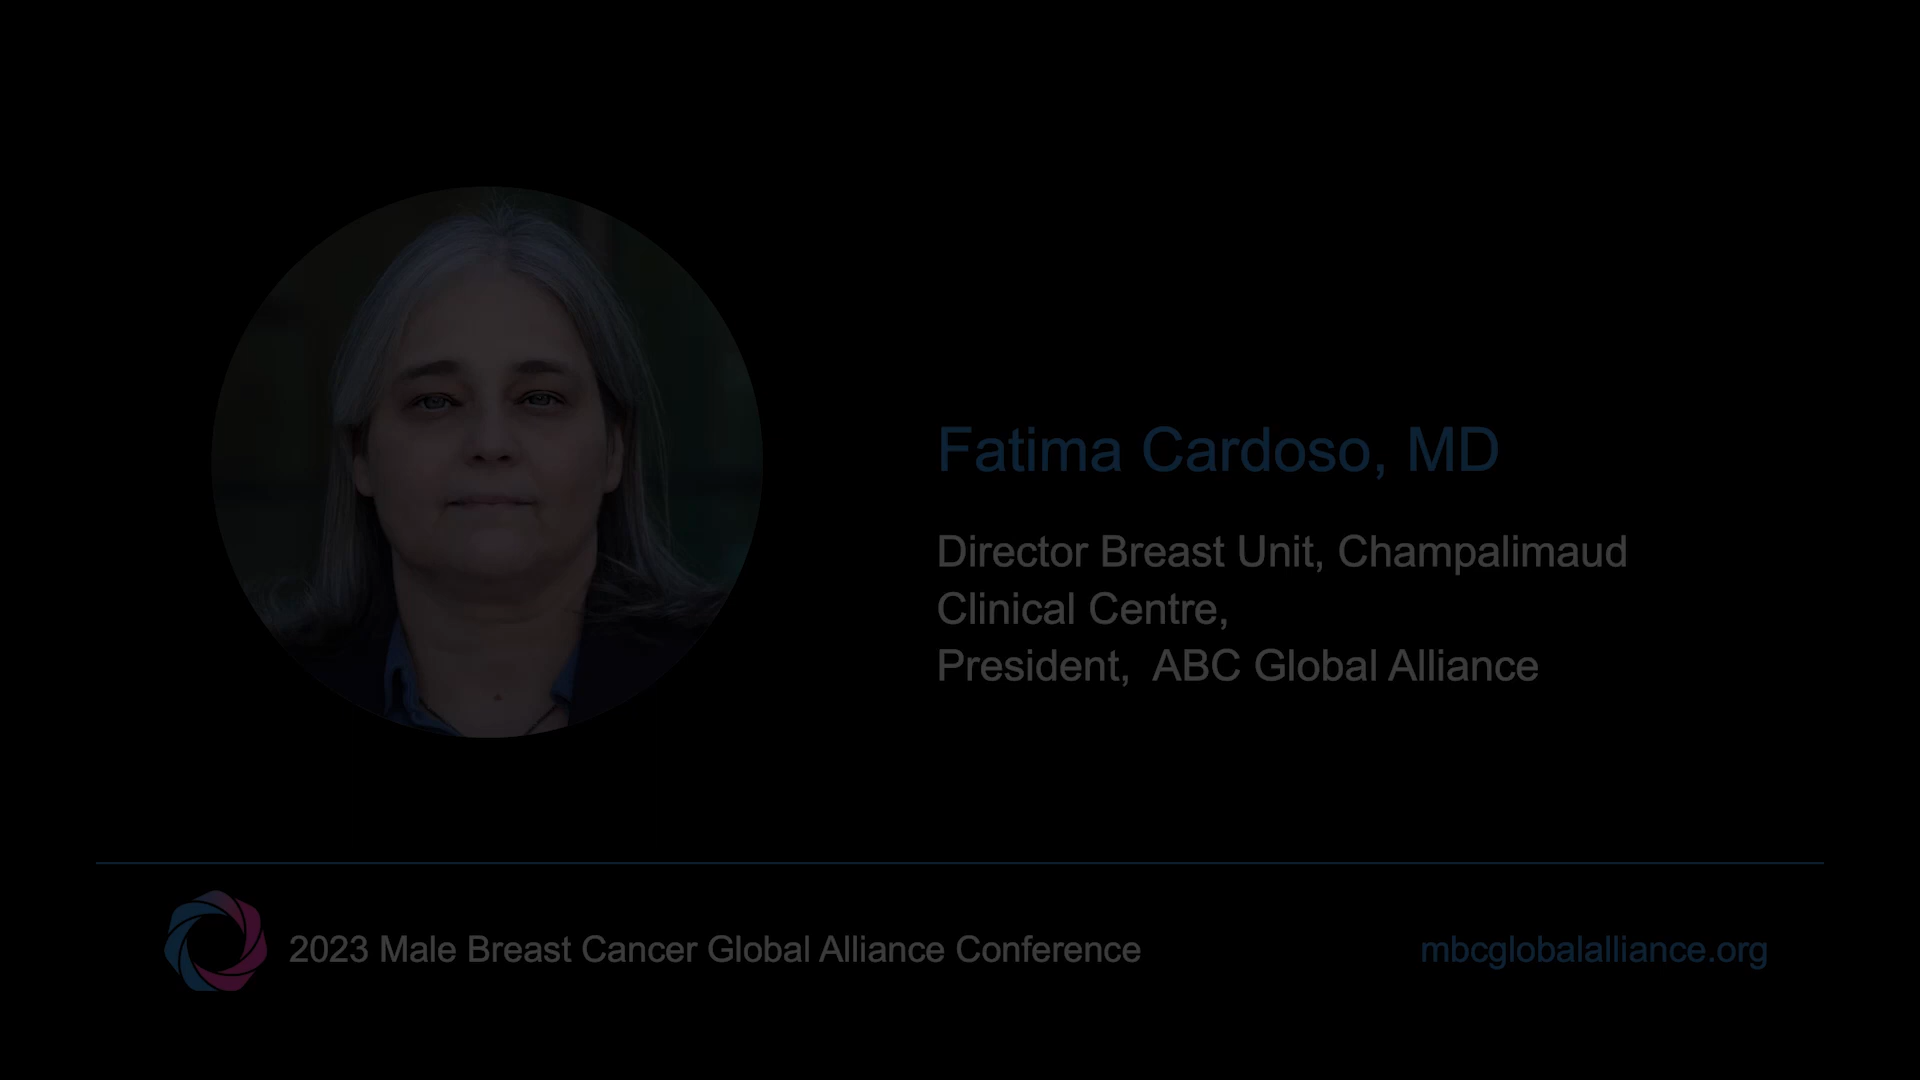 Fatima Cardoso, MD
Director Breast Unit, Champalimaud
Clinical Centre,
President,  ABC Global Alliance
2023 Male Breast Cancer Global Alliance Conference
mbcglobalalliance.org